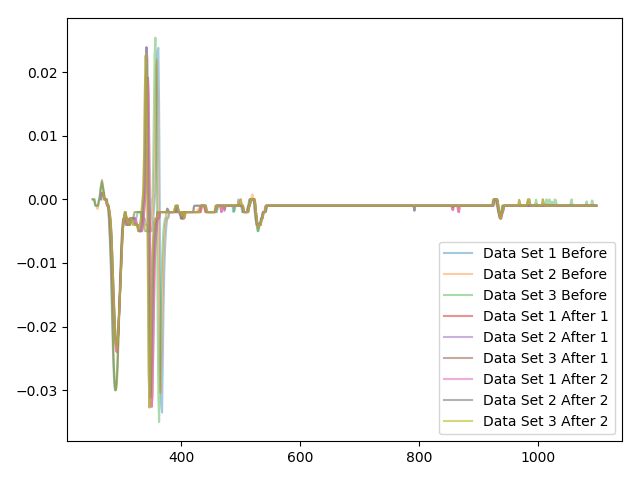 0.02
0.01
0.00
−0.01
−0.02
−0.03
400
600
800
1000
Data Set 1 Before
Data Set 2 Before
Data Set 3 Before
Data Set 1 After 1
Data Set 2 After 1
Data Set 3 After 1
Data Set 1 After 2
Data Set 2 After 2
Data Set 3 After 2